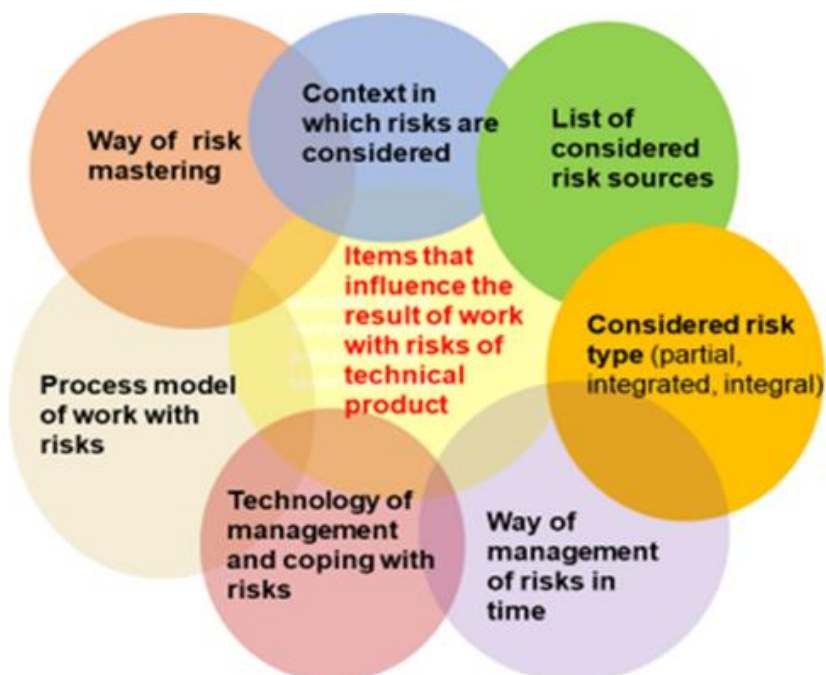 Way of risk
mastering
Context in
which risks are
considered
List of
considered
risk sources
Items that
influence the
result of work
with risks of
technical
product
Considered risk
type (partial,
integrated, integral)
Process model
of work with
risks
Technology of
management
and coping with
risks
Way of
management
of risks in
time